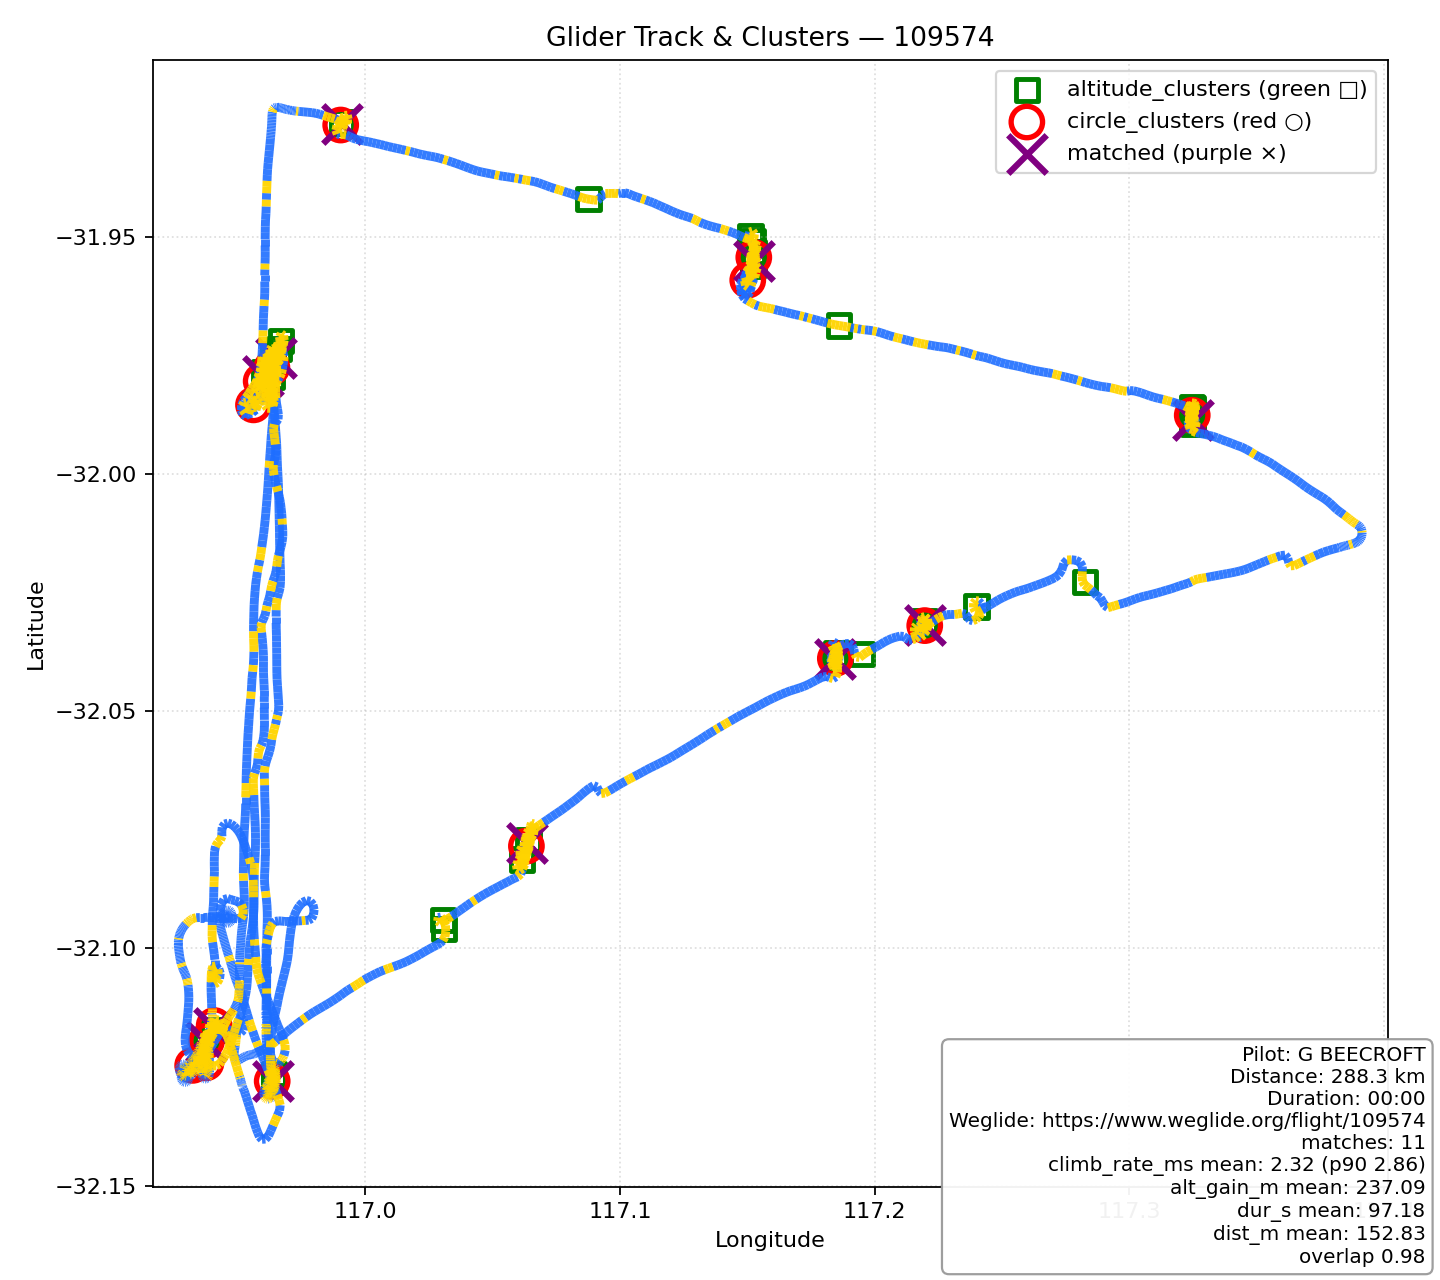 Glider Track & Clusters — 109574
altitude_clusters (green □)
circle_clusters (red ○)
matched (purple ×)
−31.95
−32.00
−32.05
−32.10
−32.15
Latitude
117.0
117.1
117.2
117.3
Longitude
Pilot: G BEECROFT
Distance: 288.3 km
Duration: 00:00
Weglide: https://www.weglide.org/flight/109574
matches: 11
climb_rate_ms mean: 2.32 (p90 2.86)
alt_gain_m mean: 237.09
dur_s mean: 97.18
dist_m mean: 152.83
overlap 0.98